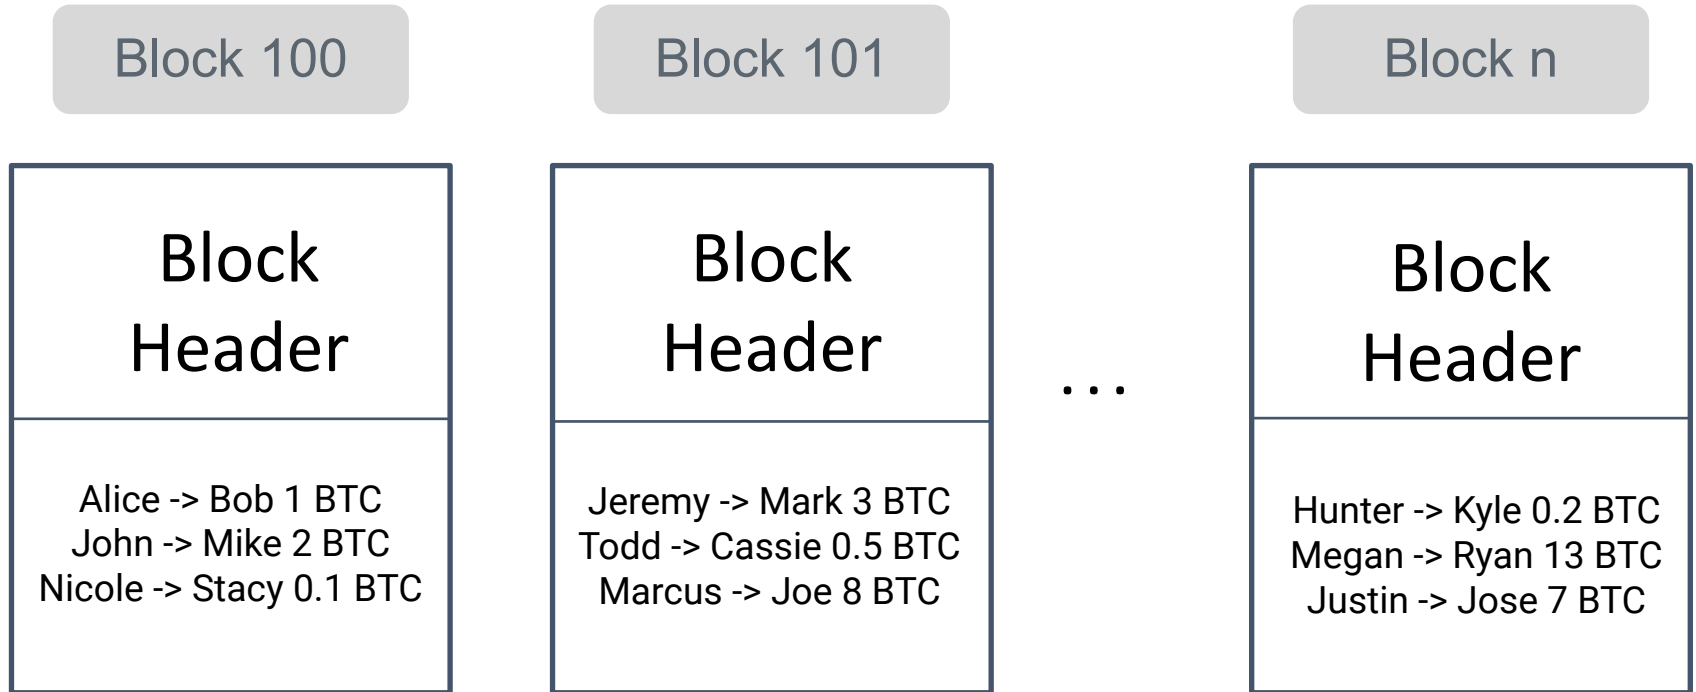 Block 100
Block 101
Block n
Block
Header
Alice -> Bob 1 BTC
John -> Mike 2 BTC
Nicole -> Stacy 0.1 BTC
Block
Header
Jeremy -> Mark 3 BTC
Todd -> Cassie 0.5 BTC
Marcus -> Joe 8 BTC
...
Block
Header
Hunter -> Kyle 0.2 BTC
Megan -> Ryan 13 BTC
Justin -> Jose 7 BTC